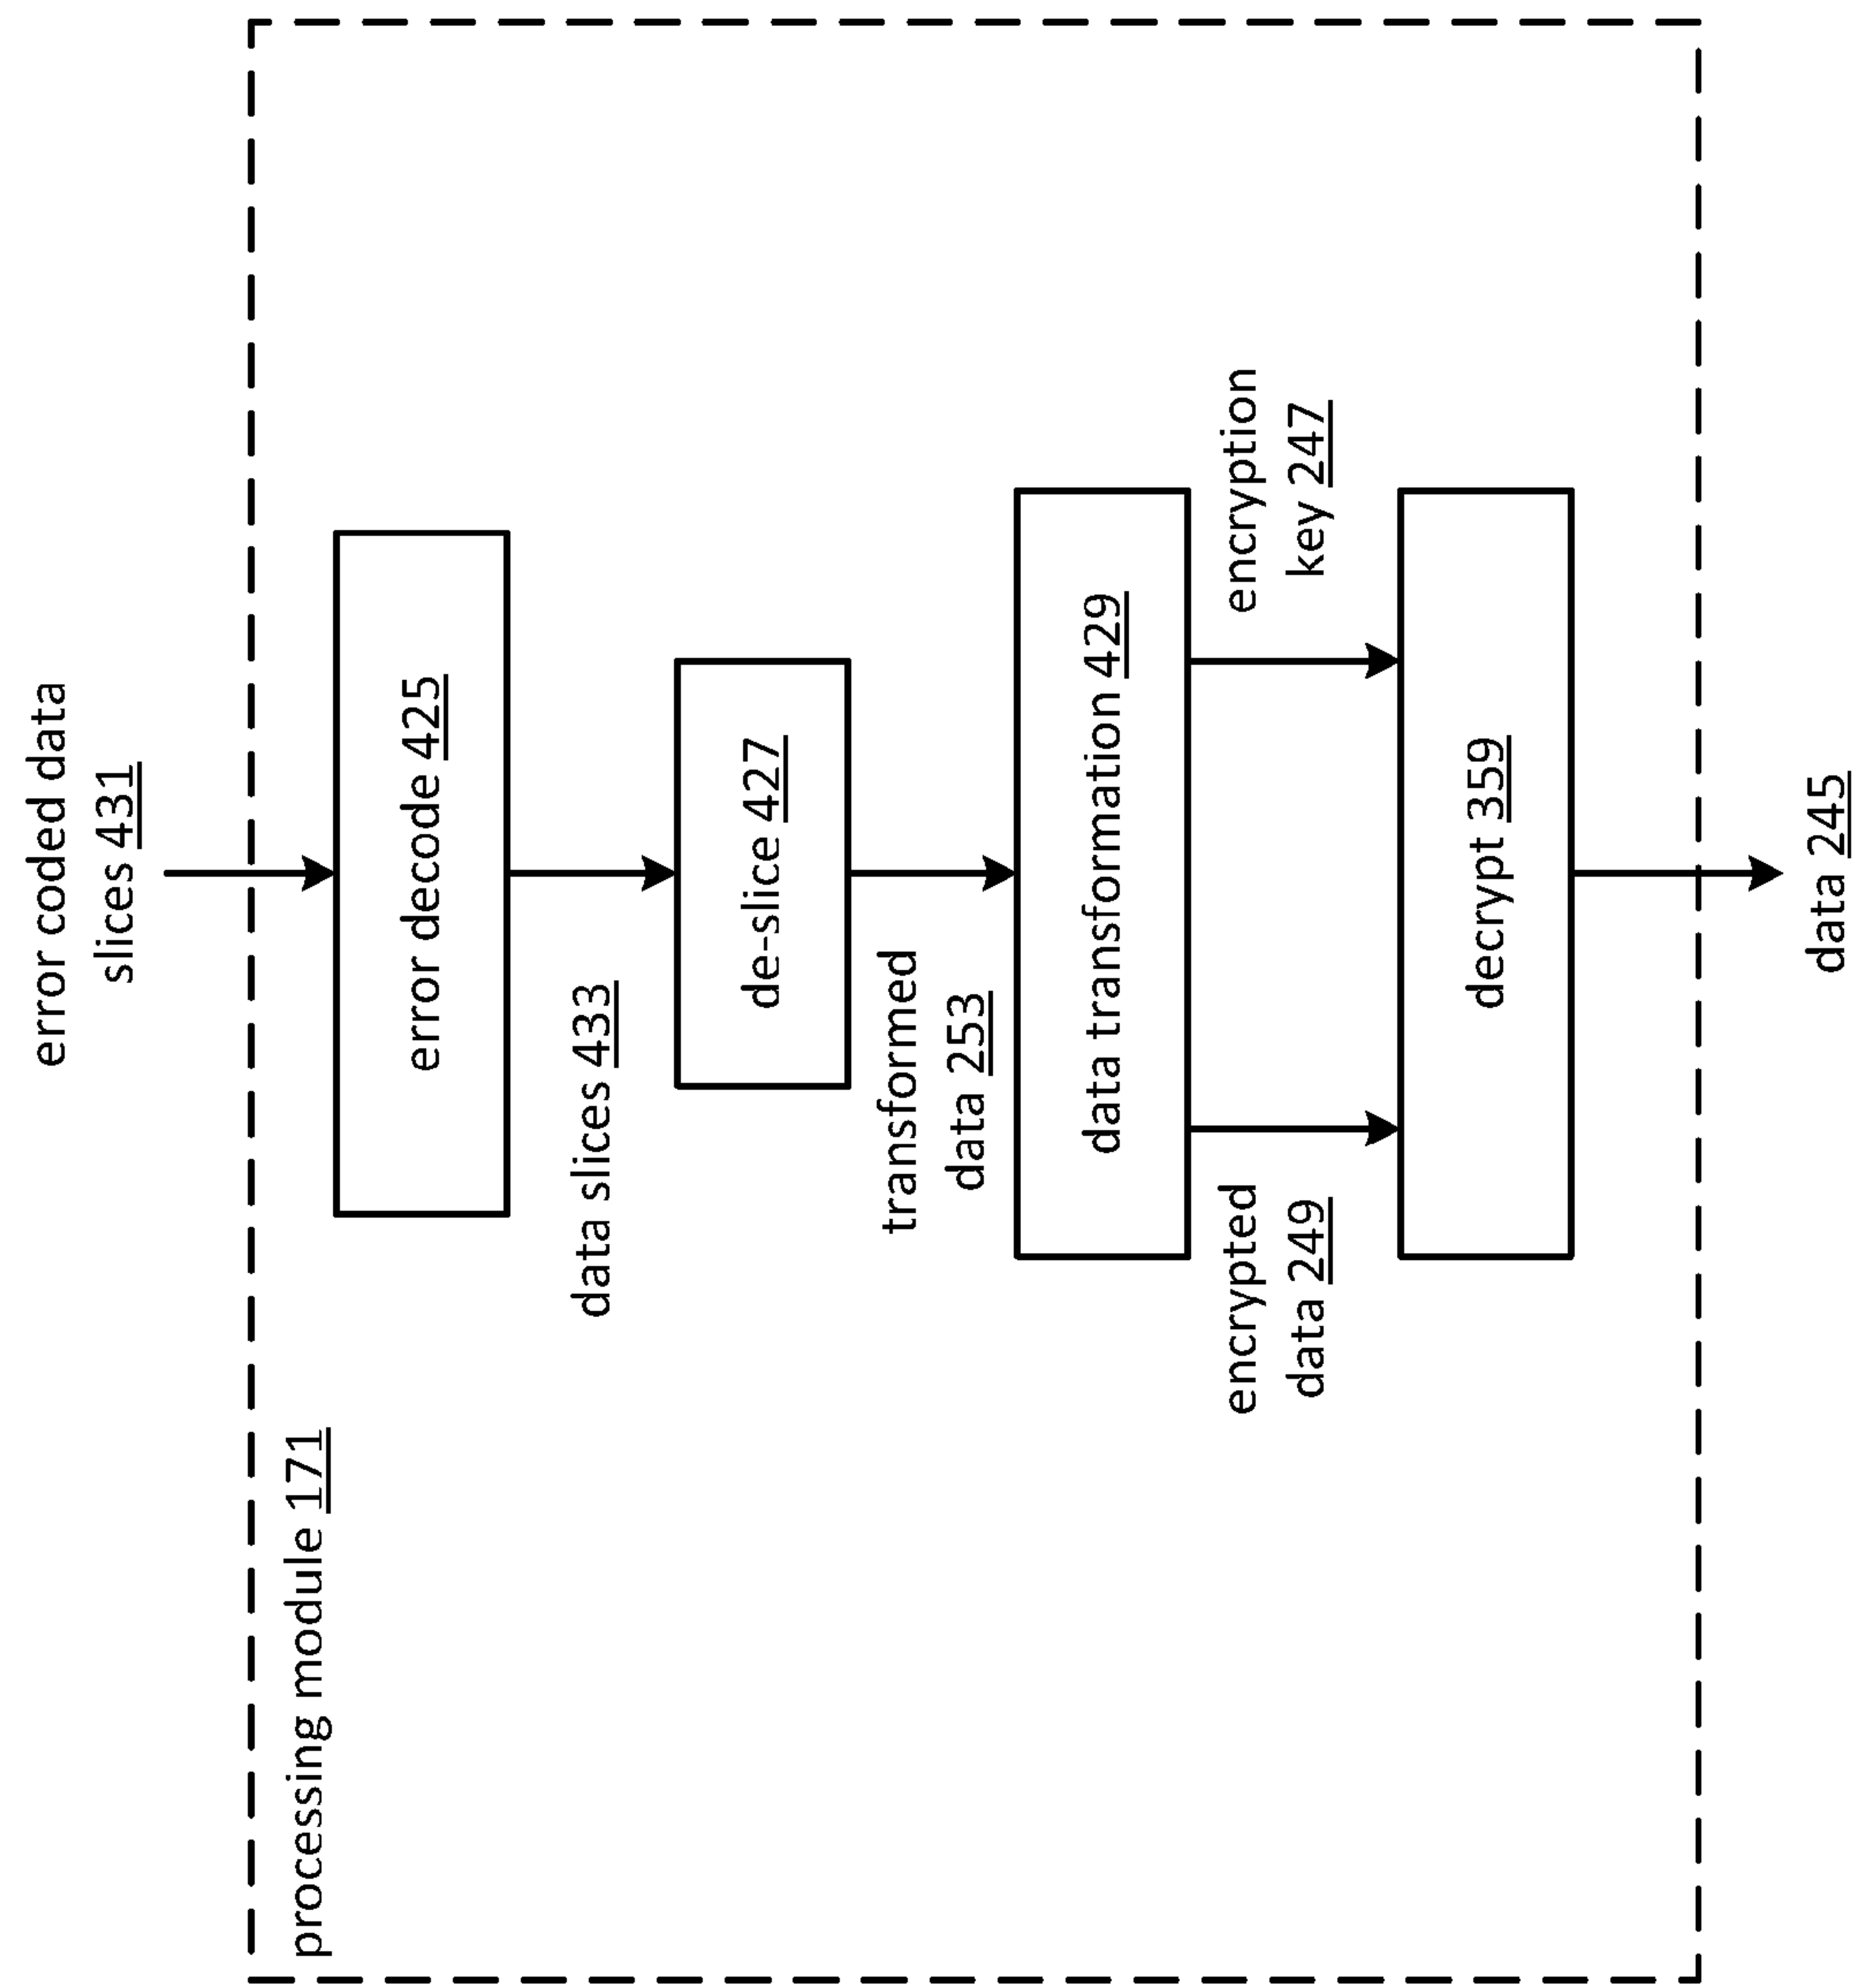 error coded data
slices 431
processing module 171
error decode 425
data slices 433
de-slice 427
transformed
data 253
data transformation 429
encrypted
data 249
encryption
key 247
decrypt 359
data 245